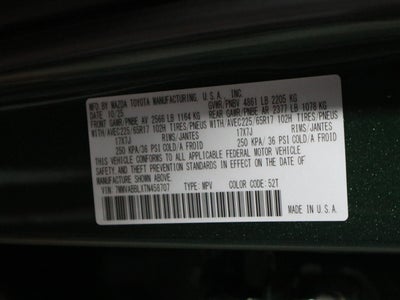 MFD. BY MAZDA TOYOTA MANUFACTURING, U.S.A., INC.
10/25 GVWR/PNBV 4861 LB 2205 KG
FRONT GAWR/PNBE AV 2566 LB 1164 KG REAR GAWR/PNBE AR 2377 LB 1078 KG
WITH/AVEC225/65R17 102H TIRES/PNEUS WITH/AVEC225/65R17 102H TIRES/PNEUS
17X7J RIMS/JANTES 17X7J RIMS/JANTES
250 KPA/36 PSI COLD/A FROID 250 KPA/36 PSI COLD/A FROID
THIS VEHICLE CONFORMS TO ALL APPLICABLE FEDERAL MOTOR VEHICLE
SAFETY STANDARDS AND THEFT PREVENTION STANDARDS IN EFFECT ON THE DATE OF
MANUFACTURE SHOWN ABOVE.
VIN: 7MMVABBLXTN458707 TYPE: MPV COLOR CODE: 52T
MADE IN U.S.A.